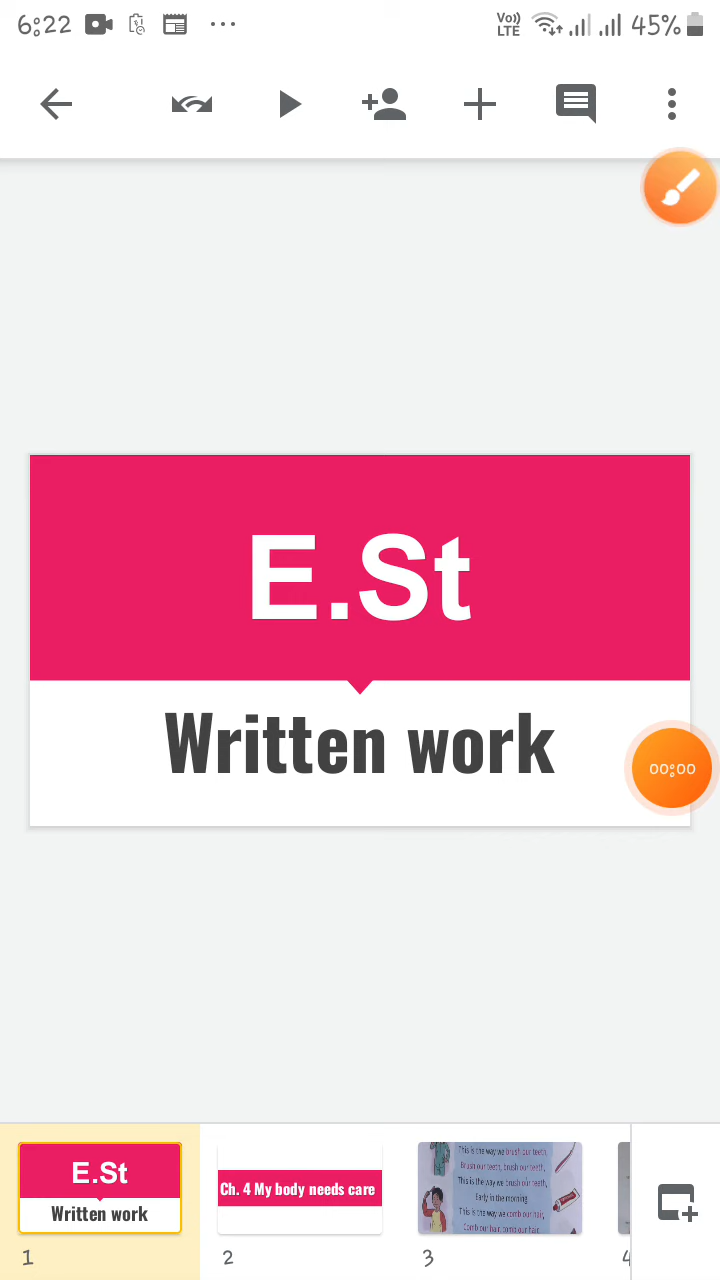 6:22
Vo))
LTE
45%
E.St
Written work
00:00
E.St
Written work
1
Ch. 4 My body needs care
2
This is the way we brush our teeth,
Brush our teeth, brush our teeth,
This is the way we brush our teeth,
Early in the morning.
This is the way we comb our hair,
Comb our hair, comb our hair,
3
4